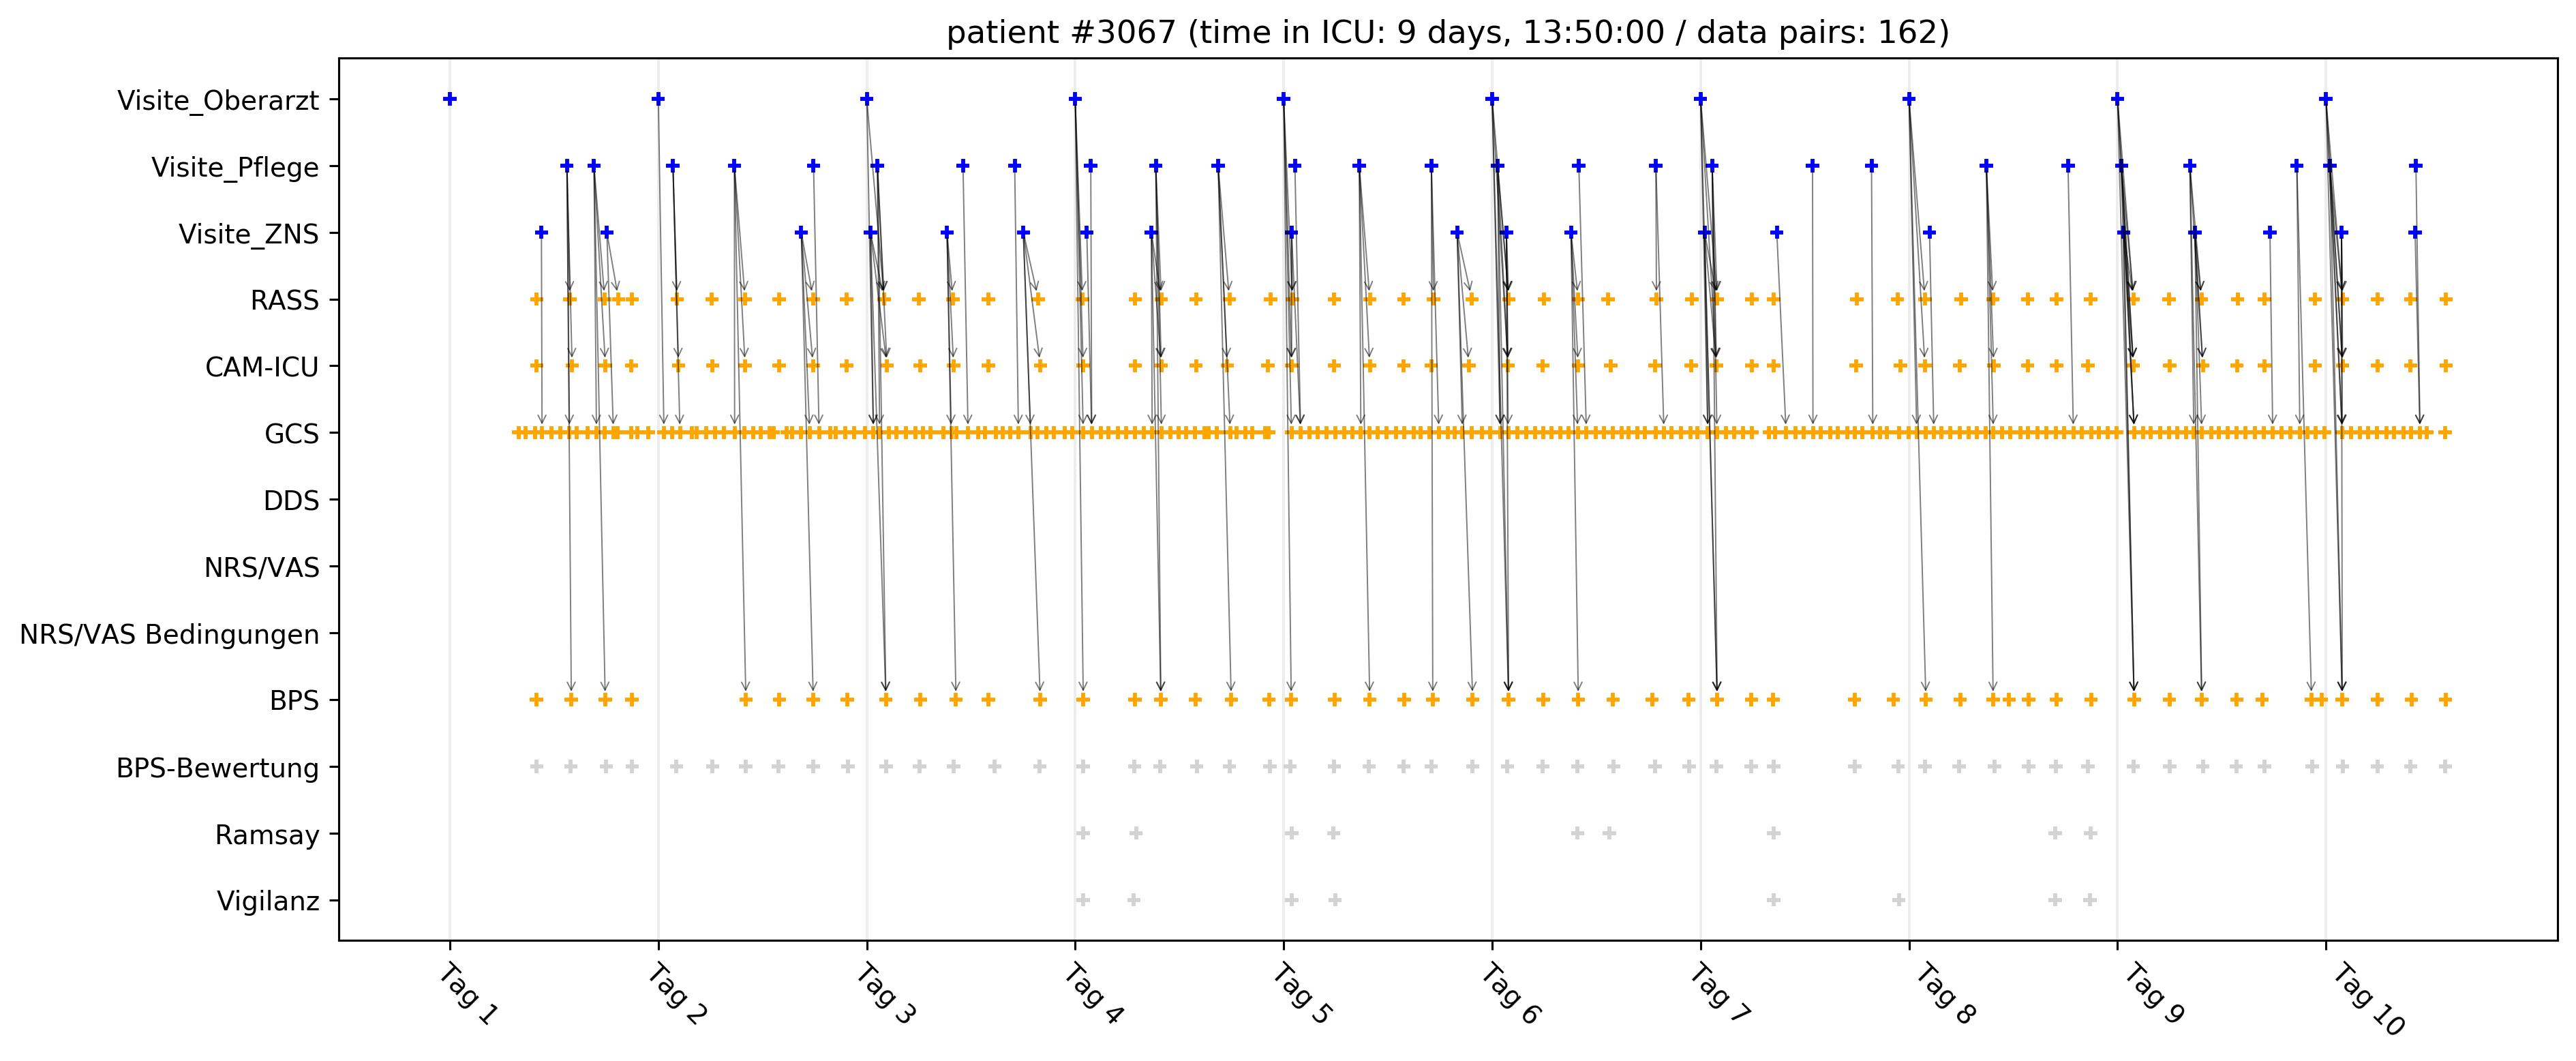 patient #3067 (time in ICU: 9 days, 13:50:00 / data pairs: 162)
Visite_Oberarzt
Visite_Pflege
Visite_ZNS
RASS
CAM-ICU
GCS
DDS
NRS/VAS
NRS/VAS Bedingungen
BPS
BPS-Bewertung
Ramsay
Vigilanz
Tag 1
Tag 2
Tag 3
Tag 4
Tag 5
Tag 6
Tag 7
Tag 8
Tag 9
Tag 10